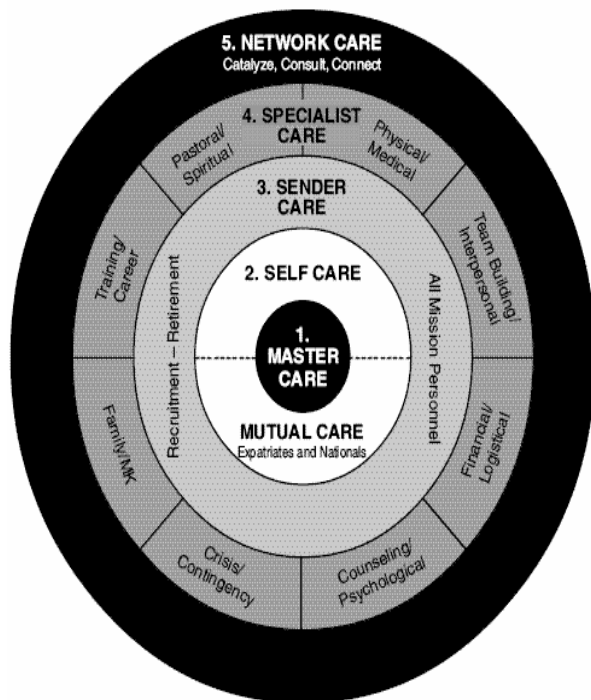 5. NETWORK CARE
Catalyze, Consult, Connect
4. SPECIALIST
CARE
Pastoral/
Spiritual
Physical/
Medical
3. SENDER
CARE
Training/
Career
Team Building/
Interpersonal
2. SELF CARE
Recruitment – Retirement
All Mission Personnel
1.
MASTER
CARE
MUTUAL CARE
Expatriates and Nationals
Family/MK
Financial/
Logistical
Crisis/
Contingency
Counseling/
Psychological